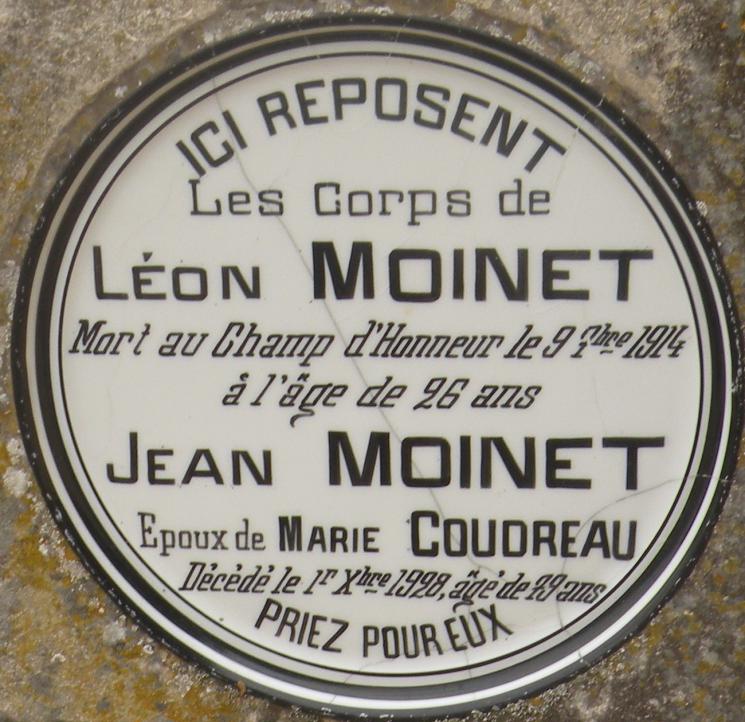 ICI REPOSENT
Les Corps de
LÉON MOINET
Mort au Champ d'Honneur le 9 7bre 1914
à l'âge de 26 ans
JEAN MOINET
Epoux de MARIE COUDREAU
Décédé le 1r Xbre 1928, âgé de 29 ans
PRIEZ POUR EUX